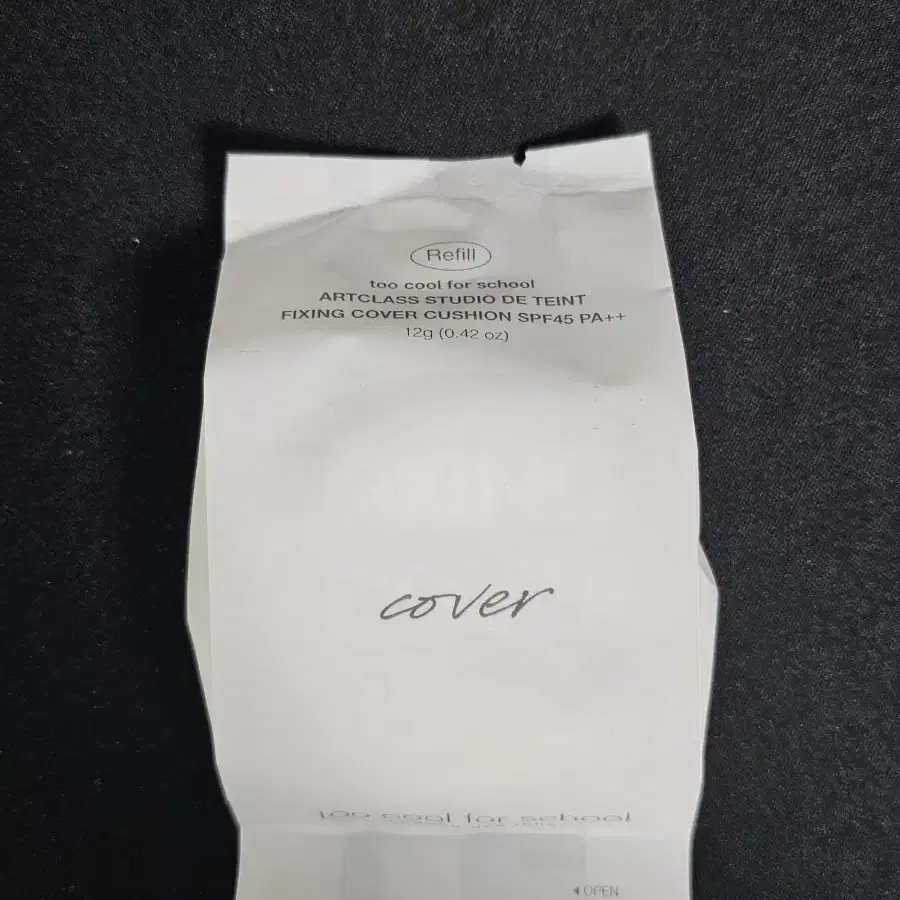 Refill
too cool for school
ARTCLASS STUDIO DE TEINT
FIXING COVER CUSHION SPF45 PA++
12g (0.42 oz)
cover
too cool for school
◀ OPEN